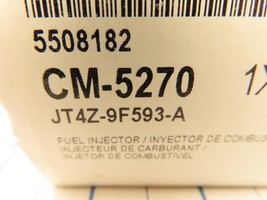 5508182
CM-5270
1X
JT4Z-9F593-A
FUEL INJECTOR / INYECTOR DE COMBUS
INJECTEUR DE CARBURANT /
INJETOR DE COMBUSTÍVEL